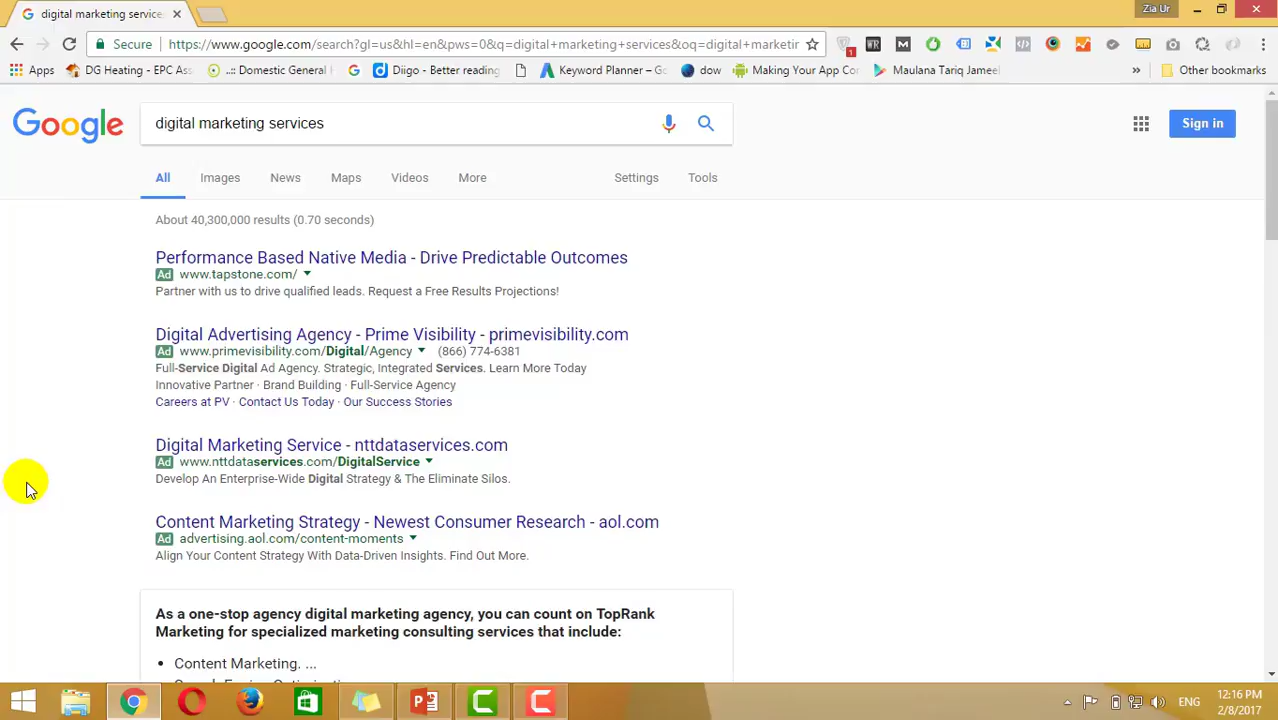 digital marketing service
Zia Ur
Secure
https://www.google.com/search?gl=us&hl=en&pws=0&q=digital+marketing+services&oq=digital+marketir
1
Apps
DG Heating - EPC Ass
..:: Domestic General
Diigo - Better reading
Keyword Planner – Go
dow
Making Your App Cor
Maulana Tariq Jameel
»
Other bookmarks
Google
digital marketing services
Sign in
All
Images
News
Maps
Videos
More
Settings
Tools
About 40,300,000 results (0.70 seconds)
Performance Based Native Media - Drive Predictable Outcomes
Ad www.tapstone.com/
Partner with us to drive qualified leads. Request a Free Results Projections!
Digital Advertising Agency - Prime Visibility - primevisibility.com
Ad www.primevisibility.com/Digital/Agency (866) 774-6381
Full-Service Digital Ad Agency. Strategic, Integrated Services. Learn More Today
Innovative Partner · Brand Building · Full-Service Agency
Careers at PV · Contact Us Today · Our Success Stories
Digital Marketing Service - nttdataservices.com
Ad www.nttdataservices.com/DigitalService
Develop An Enterprise-Wide Digital Strategy & The Eliminate Silos.
Content Marketing Strategy - Newest Consumer Research - aol.com
Ad advertising.aol.com/content-moments
Align Your Content Strategy With Data-Driven Insights. Find Out More.
As a one-stop agency digital marketing agency, you can count on TopRank
Marketing for specialized marketing consulting services that include:
• Content Marketing. ...
ENG
12:16 PM
2/8/2017